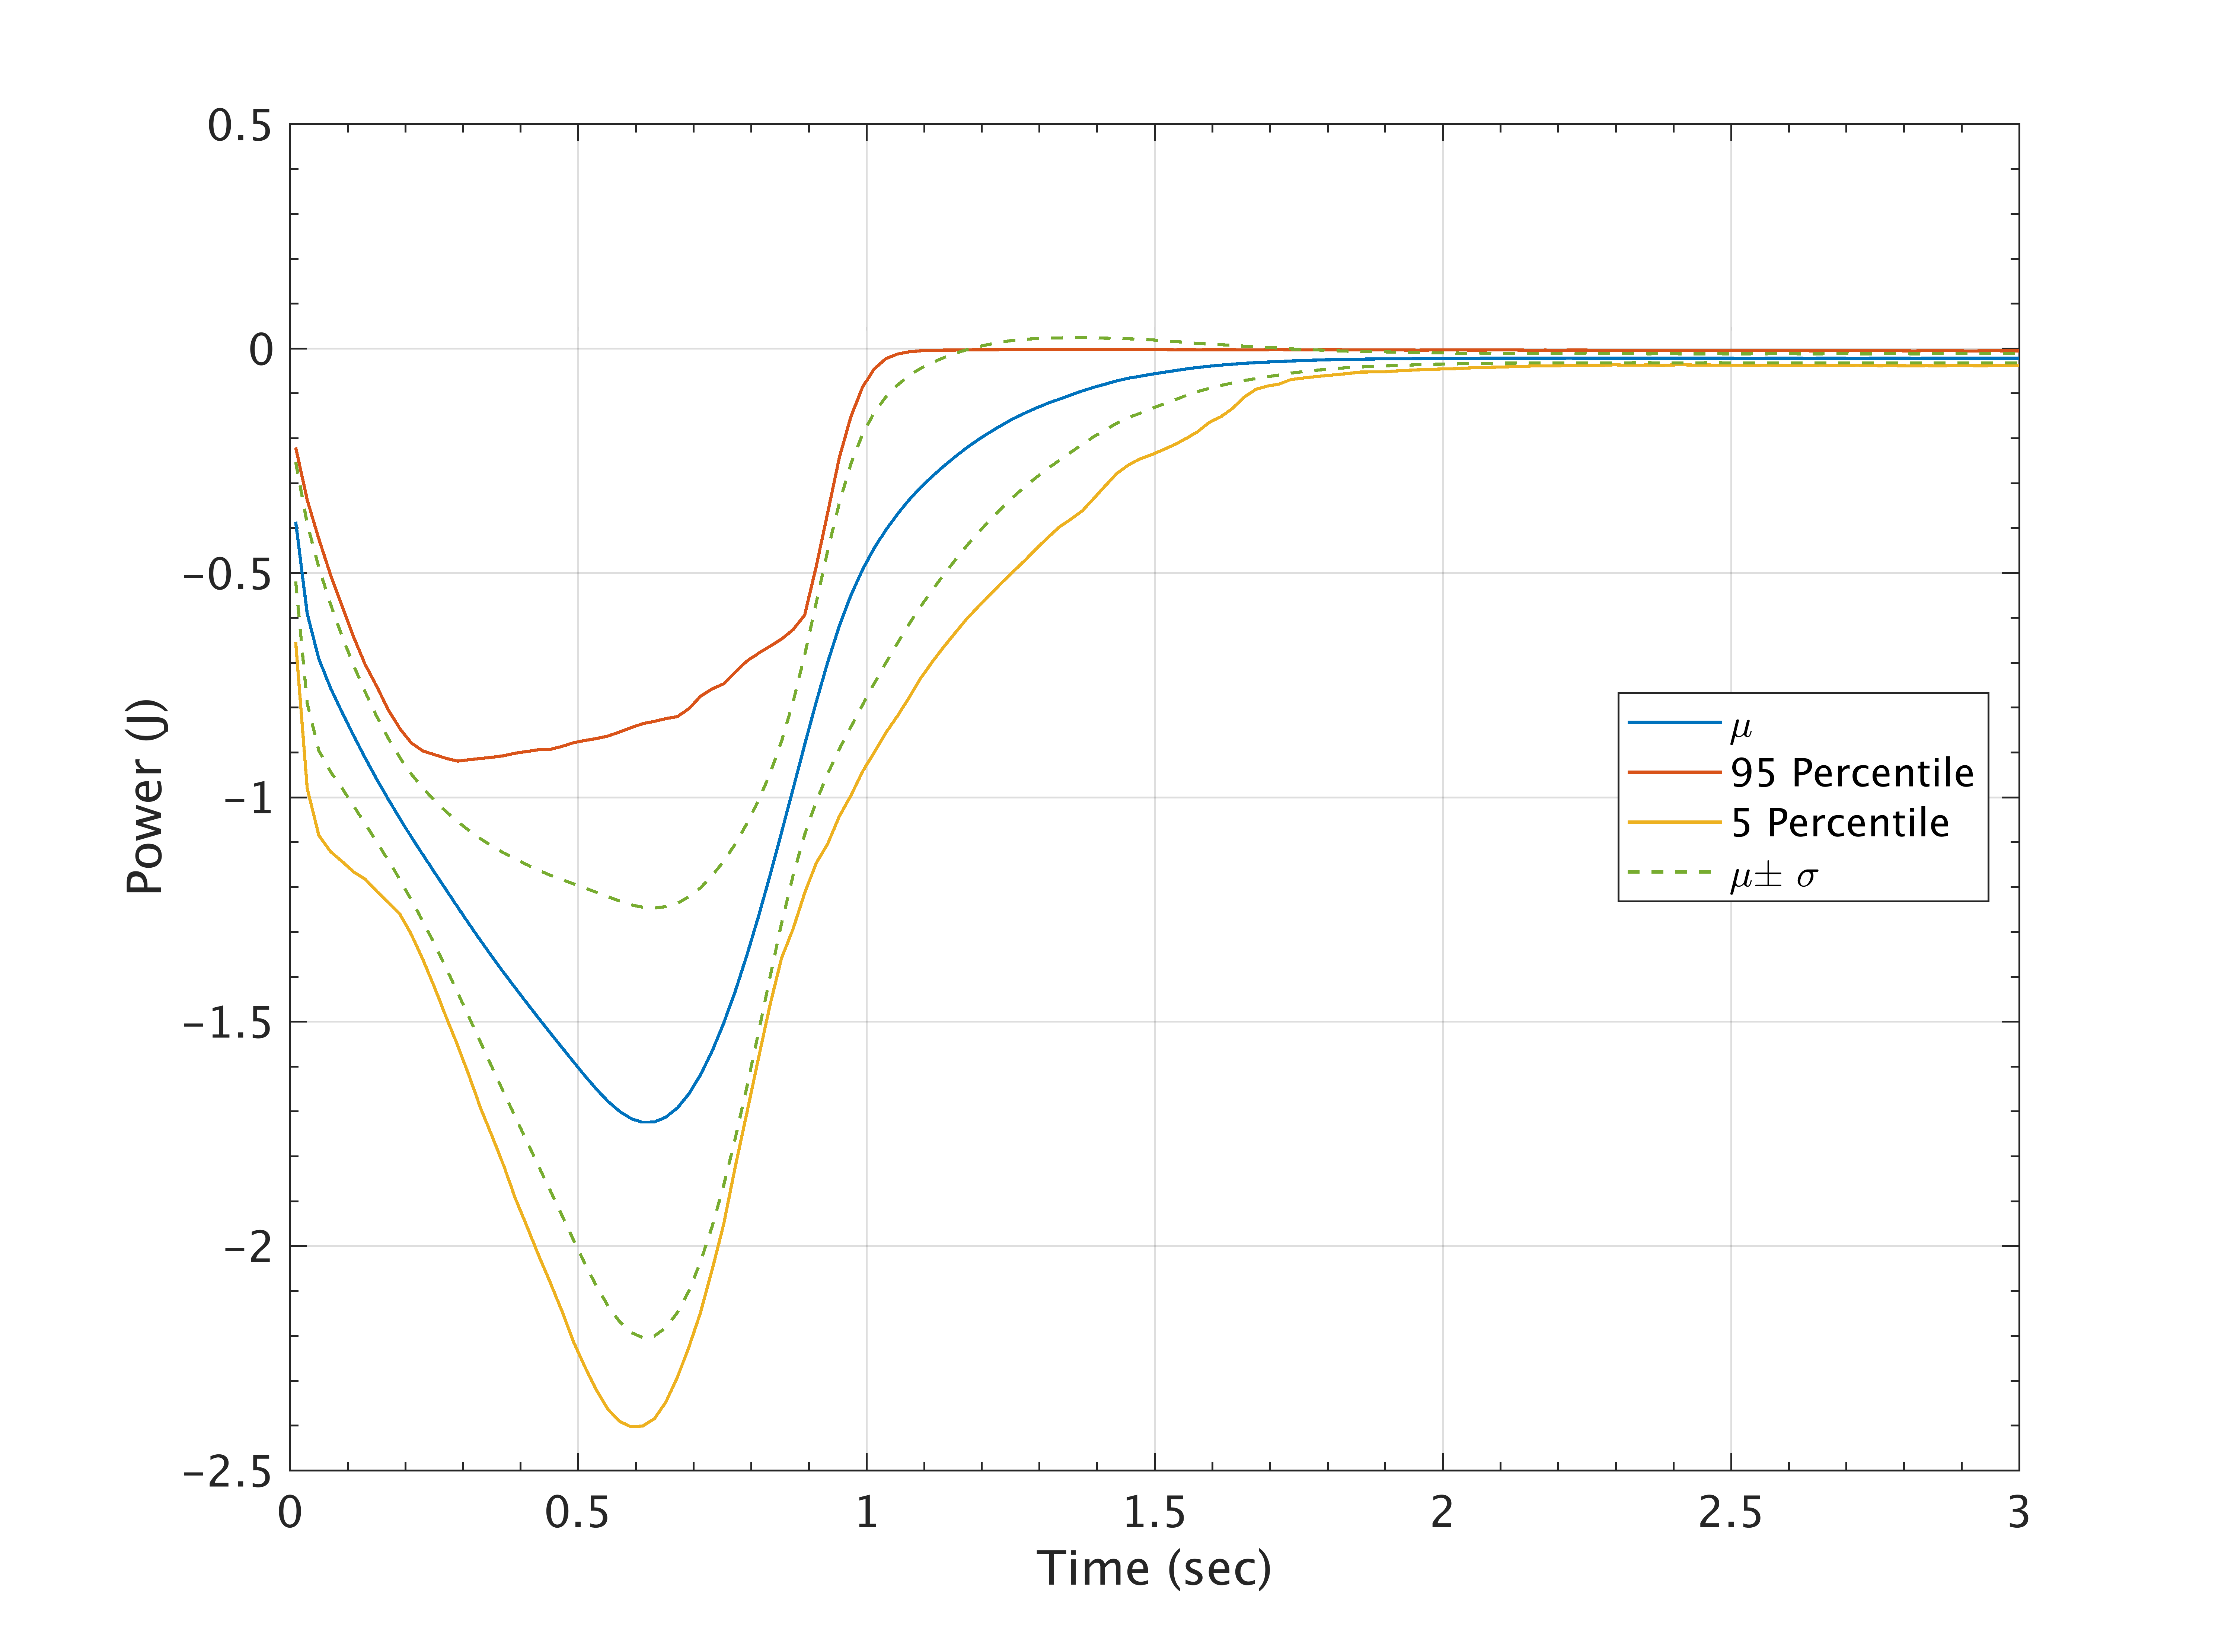 0.5
0
−0.5
−1
−1.5
−2
−2.5
Power (J)
μ
95 Percentile
5 Percentile
μ± σ
0 0.5 1 1.5 2 2.5 3
Time (sec)